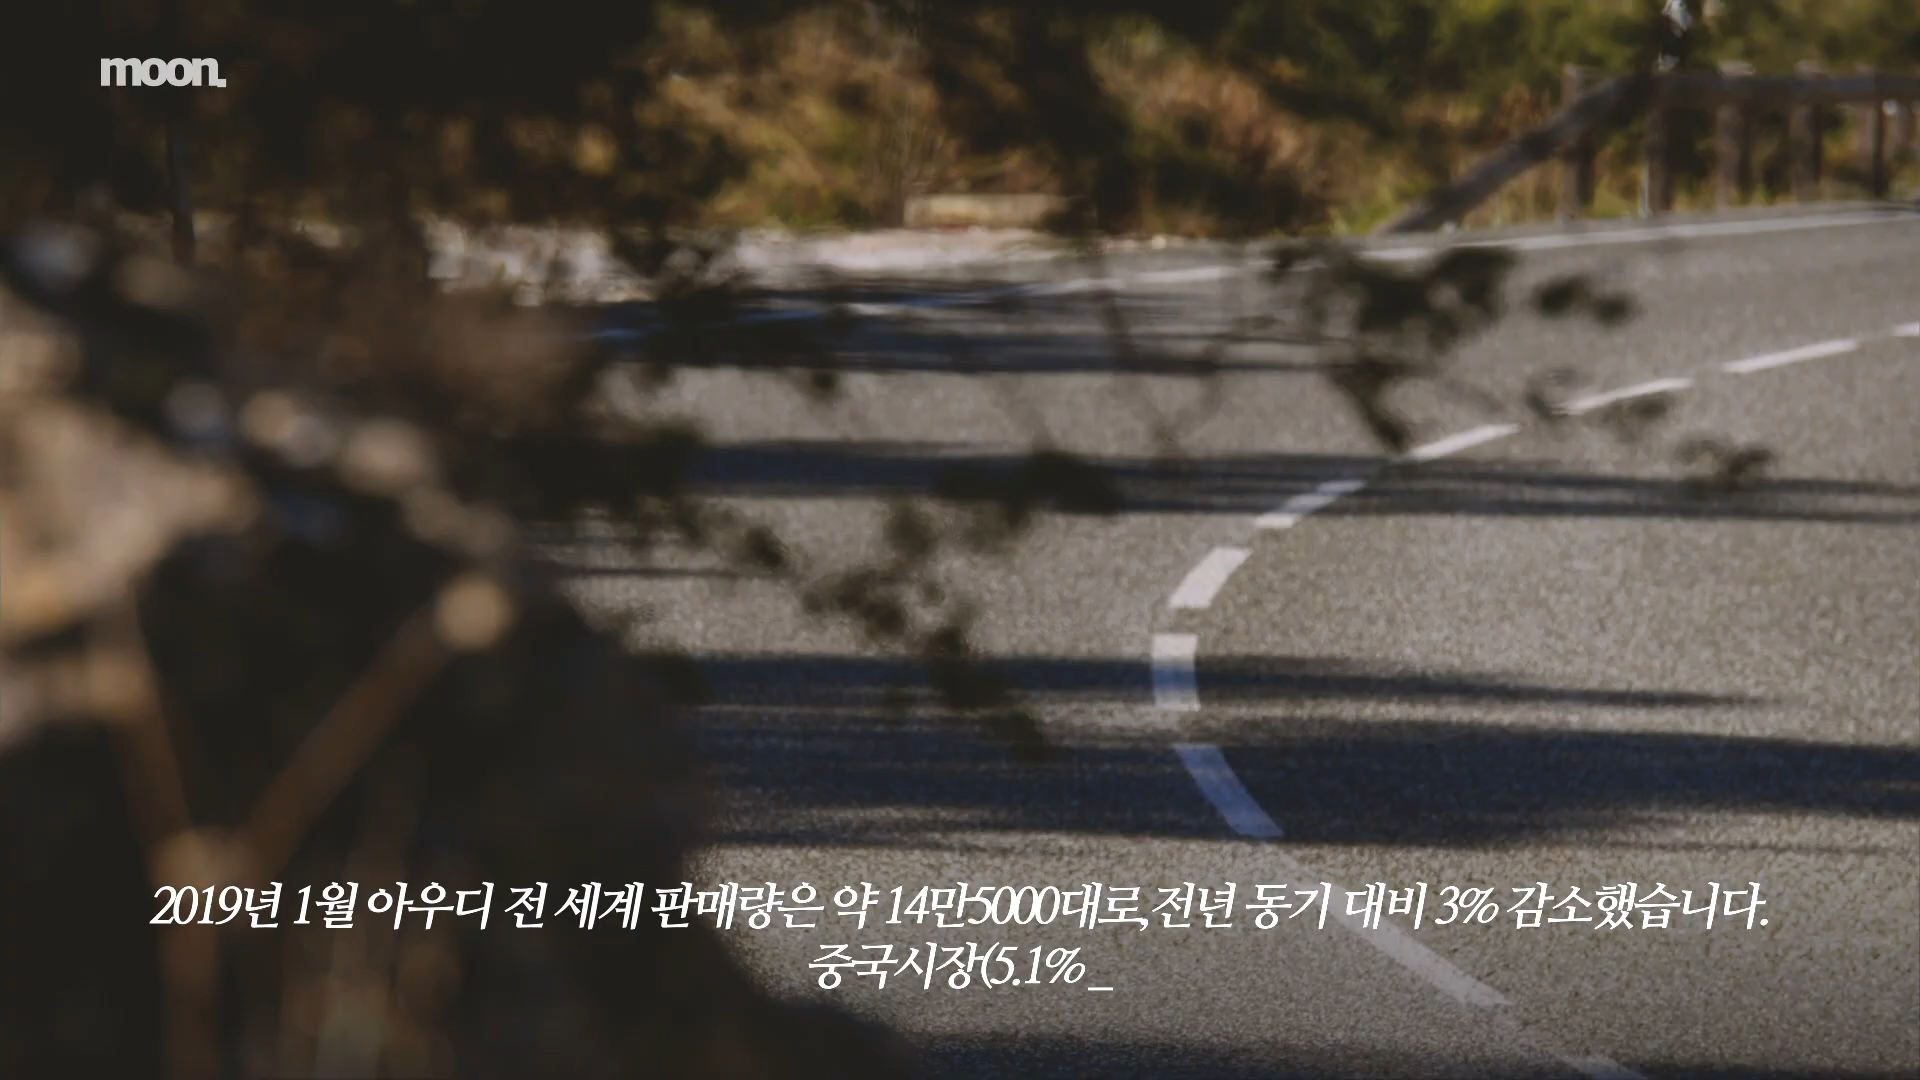 moon.
2019년 1월 아우디 전 세계 판매량은 약 14만5000대로,전년 동기 대비 3% 감소했습니다.
중국시장(5.1% _